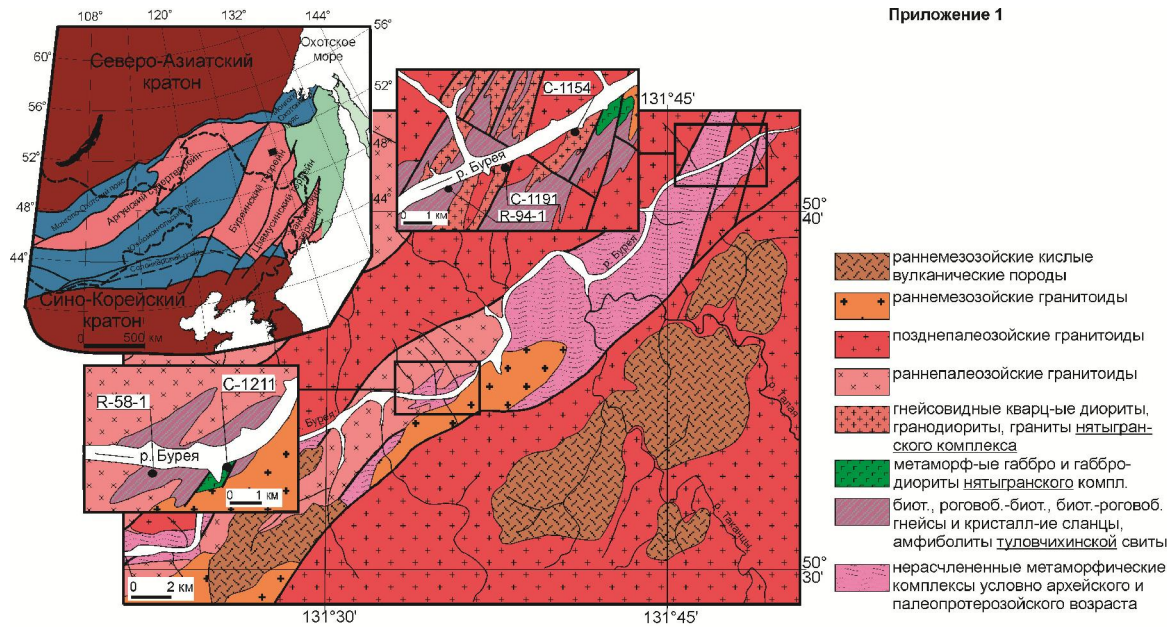 Приложение 1
108°
120°
132°
144°
56°
60°
52°
56°
48°
52°
44°
48°
44°
Охотское
море
Северо-Азиатский
кратон
Аргунский супертеррейн
Буреинский террейн
Сино-Корейский
кратон
0 500 км
С-1154
р. Бурея
С-1191
R-94-1
0 1 км
131°45'
50°
40'
R-58-1
С-1211
р. Бурея
0 1 км
Бурея
р. Бурея
р. Талан
р. Таканцы
50°
30'
0 2 км
131°30'
131°45'
раннемезозойские кислые
вулканические породы
раннемезозойские гранитоиды
позднепалеозойские гранитоиды
раннепалеозойские гранитоиды
гнейсовидные кварц-ые диориты,
гранодиориты, граниты нятыгран-
ского комплекса
метаморф-ые габбро и габбро-
диориты нятыгранского компл.
биот., роговоб.-биот., биот.-роговоб.
гнейсы и кристалл-ие сланцы,
амфиболиты туловчихинской свиты
нерасчлененные метаморфические
комплексы условно архейского и
палеопротерозойского возраста